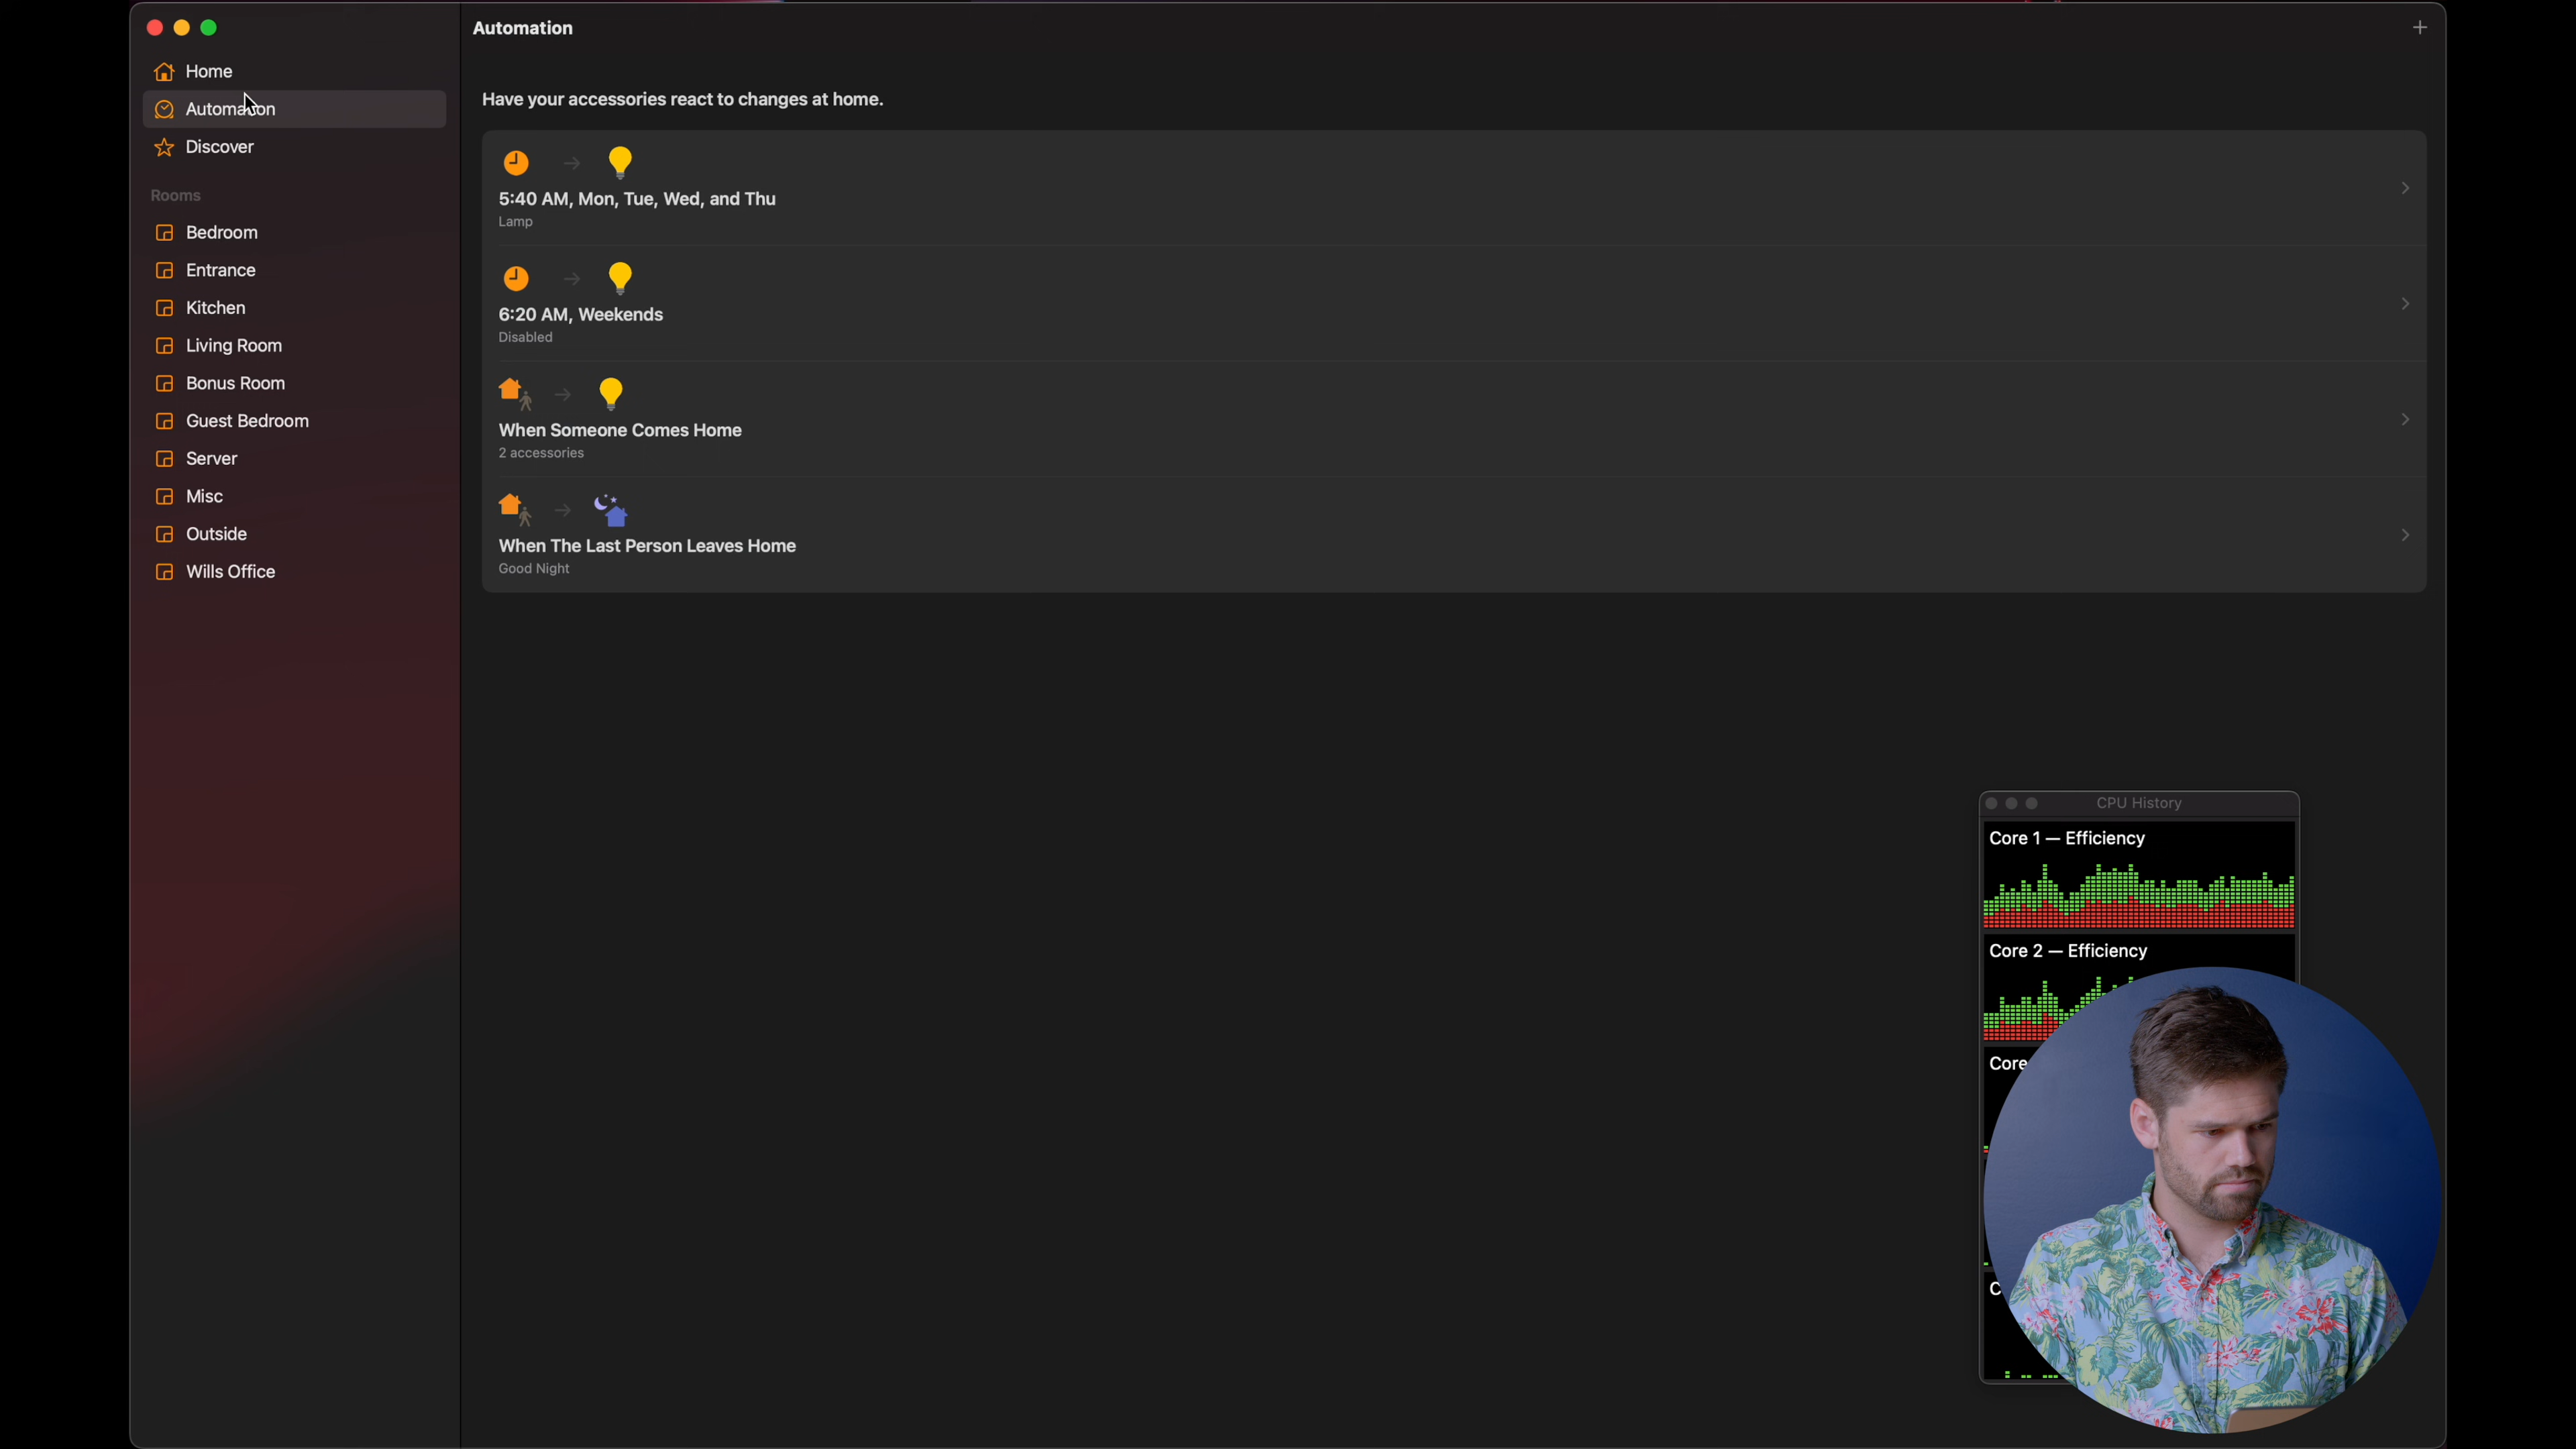 Automation
Home
Automation
Discover
Rooms
Bedroom
Entrance
Kitchen
Living Room
Bonus Room
Guest Bedroom
Server
Misc
Outside
Wills Office
Have your accessories react to changes at home.
5:40 AM, Mon, Tue, Wed, and Thu
Lamp
6:20 AM, Weekends
Disabled
When Someone Comes Home
2 accessories
When The Last Person Leaves Home
Good Night
CPU History
Core 1 — Efficiency
Core 2 — Efficiency
Core